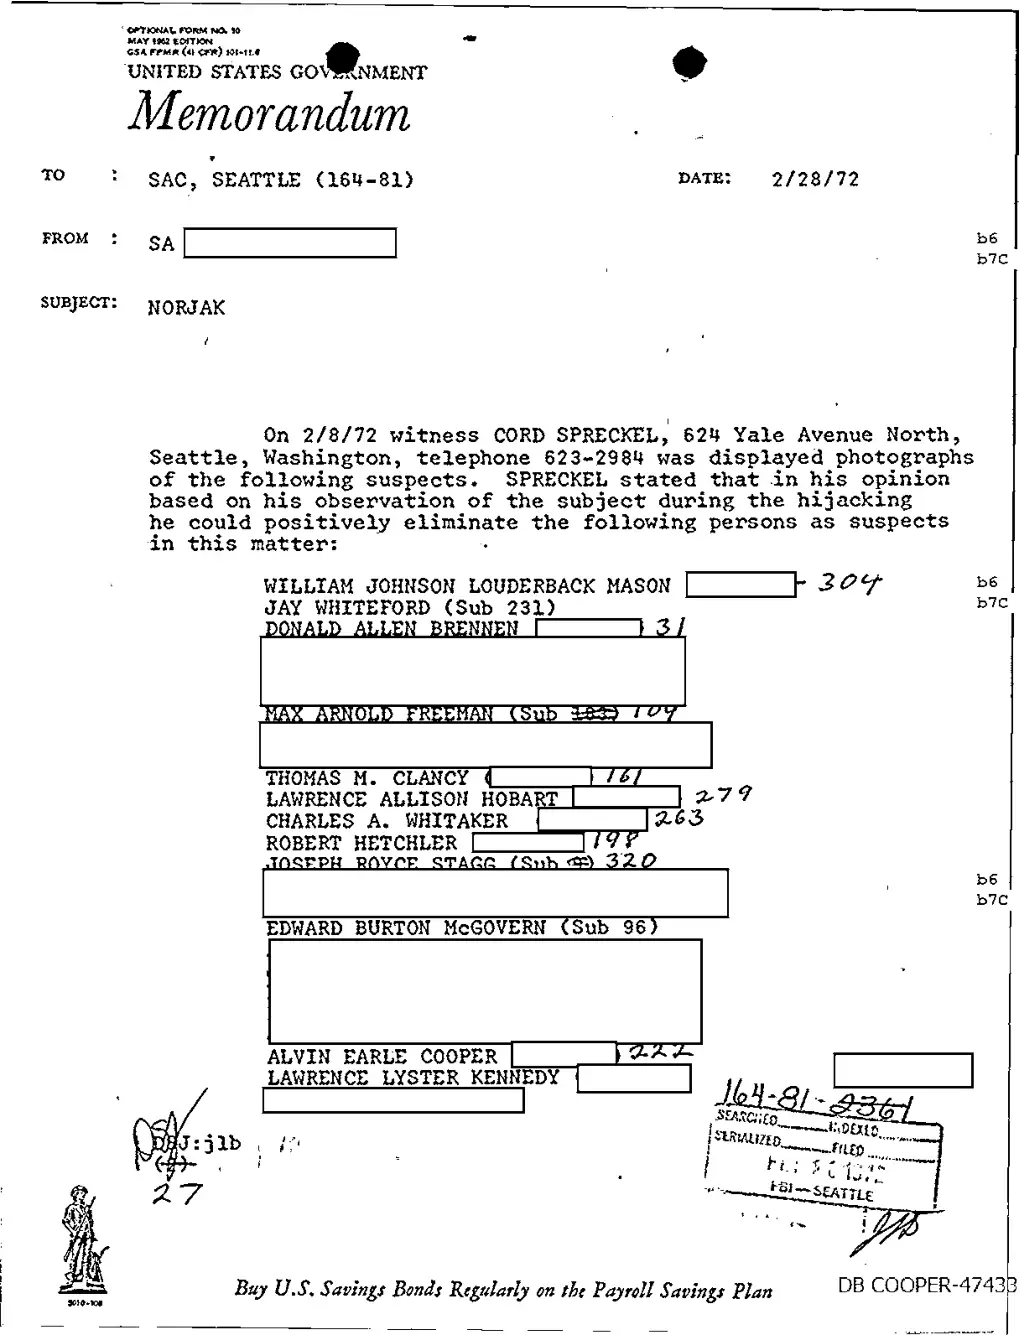 OPTIONAL FORM NO. 10
MAY 1962 EDITION
GSA FPMR (41 CFR) 101-11.6
UNITED STATES GOVERNMENT
Memorandum
TO : SAC, SEATTLE (164-81) DATE: 2/28/72
FROM : SA b6
b7C
SUBJECT: NORJAK
On 2/8/72 witness CORD SPRECKEL, 624 Yale Avenue North,
Seattle, Washington, telephone 623-2984 was displayed photographs
of the following suspects. SPRECKEL stated that in his opinion
based on his observation of the subject during the hijacking
he could positively eliminate the following persons as suspects
in this matter:
WILLIAM JOHNSON LOUDERBACK MASON - 304 b6
JAY WHITEFORD (Sub 231) b7C
DONALD ALLEN BRENNEN 31
MAX ARNOLD FREEMAN (Sub 183) 109
THOMAS M. CLANCY ( ) 161
LAWRENCE ALLISON HOBART 279
CHARLES A. WHITAKER 263
ROBERT HETCHLER 198
JOSEPH ROYCE STAGG (Sub ) 320
b6
b7C
EDWARD BURTON McGOVERN (Sub 96)
ALVIN EARLE COOPER ) 222
LAWRENCE LYSTER KENNEDY
164-81-2361
SEARCHED INDEXED
SERIALIZED FILED
FBI — SEATTLE
J:jlb
27
3010-108
Buy U.S. Savings Bonds Regularly on the Payroll Savings Plan
DB COOPER-47433